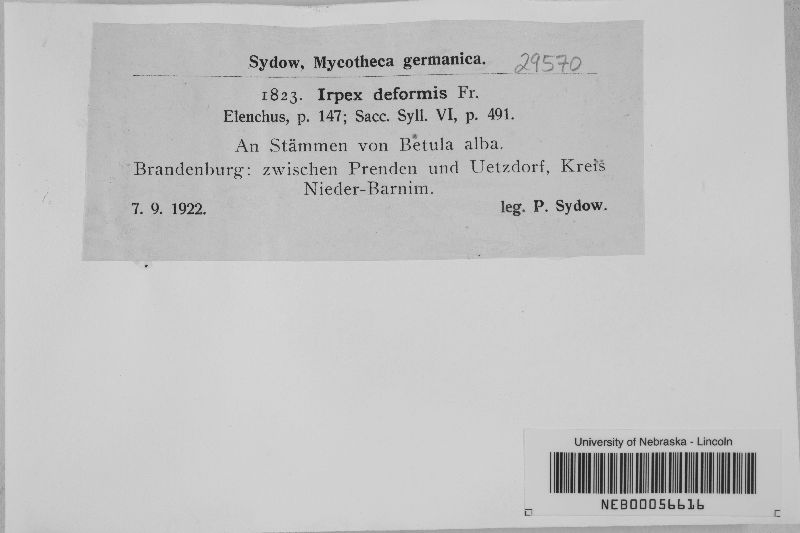 Sydow, Mycotheca germanica. 29570
1823. Irpex deformis Fr.
Elenchus, p. 147; Sacc. Syll. VI, p. 491.
An Stämmen von Betula alba.
Brandenburg: zwischen Prenden und Uetzdorf, Kreis
Nieder-Barnim.
7. 9. 1922. leg. P. Sydow.
University of Nebraska - Lincoln
NEB00056616